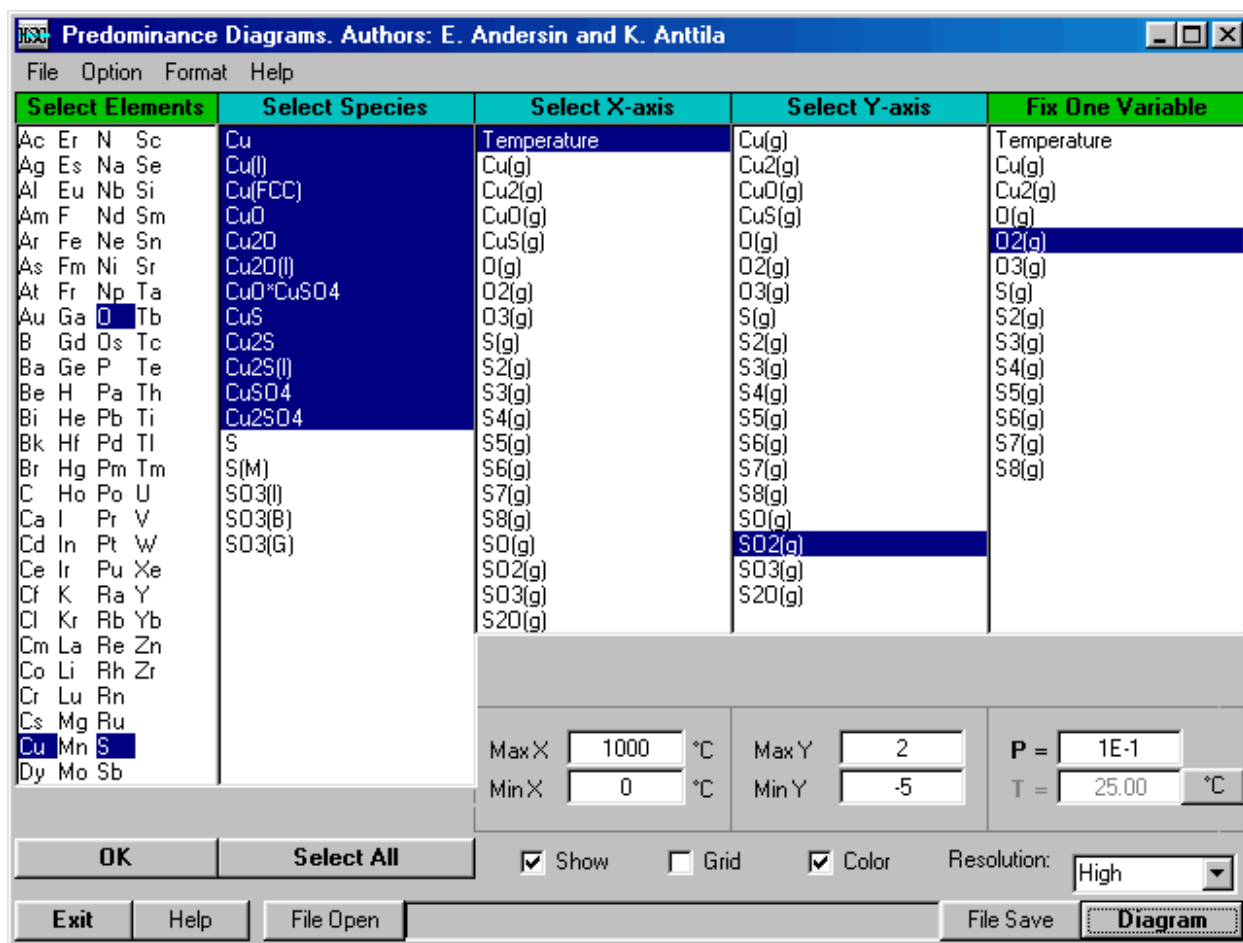 HSC Predominance Diagrams. Authors: E. Andersin and K. Anttila
File Option Format Help
Select Elements Select Species Select X-axis Select Y-axis Fix One Variable
Ac Er N Sc
Ag Es Na Se
Al Eu Nb Si
Am F Nd Sm
Ar Fe Ne Sn
As Fm Ni Sr
At Fr Np Ta
Au Ga O Tb
B Gd Os Tc
Ba Ge P Te
Be H Pa Th
Bi He Pb Ti
Bk Hf Pd Tl
Br Hg Pm Tm
C Ho Po U
Ca I Pr V
Cd In Pt W
Ce Ir Pu Xe
Cf K Ra Y
Cl Kr Rb Yb
Cm La Re Zn
Co Li Rh Zr
Cr Lu Rn
Cs Mg Ru
Cu Mn S
Dy Mo Sb
Cu
Cu(l)
Cu(FCC)
CuO
Cu2O
Cu2O(l)
CuO*CuSO4
CuS
Cu2S
Cu2S(l)
CuSO4
Cu2SO4
S
S(M)
SO3(l)
SO3(B)
SO3(G)
Temperature
Cu(g)
Cu2(g)
CuO(g)
CuS(g)
O(g)
O2(g)
O3(g)
S(g)
S2(g)
S3(g)
S4(g)
S5(g)
S6(g)
S7(g)
S8(g)
SO(g)
SO2(g)
SO3(g)
S2O(g)
Cu(g)
Cu2(g)
CuO(g)
CuS(g)
O(g)
O2(g)
O3(g)
S(g)
S2(g)
S3(g)
S4(g)
S5(g)
S6(g)
S7(g)
S8(g)
SO(g)
SO2(g)
SO3(g)
S2O(g)
Temperature
Cu(g)
Cu2(g)
O(g)
O2(g)
O3(g)
S(g)
S2(g)
S3(g)
S4(g)
S5(g)
S6(g)
S7(g)
S8(g)
Max X 1000 °C Max Y 2 P = 1E-1
Min X 0 °C Min Y -5 T = 25.00 °C
OK Select All Show Grid Color Resolution: High
Exit Help File Open File Save Diagram